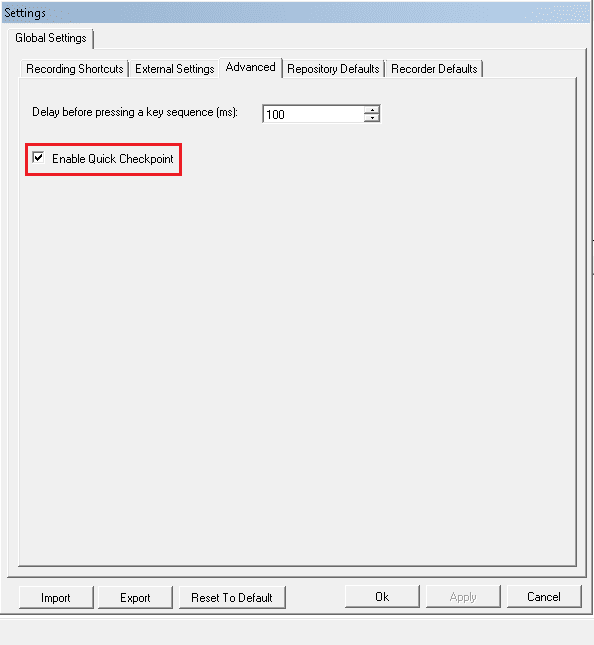 Settings
Global Settings
Recording Shortcuts External Settings Advanced Repository Defaults Recorder Defaults
Delay before pressing a key sequence (ms): 100
Enable Quick Checkpoint
Import Export Reset To Default Ok Apply Cancel